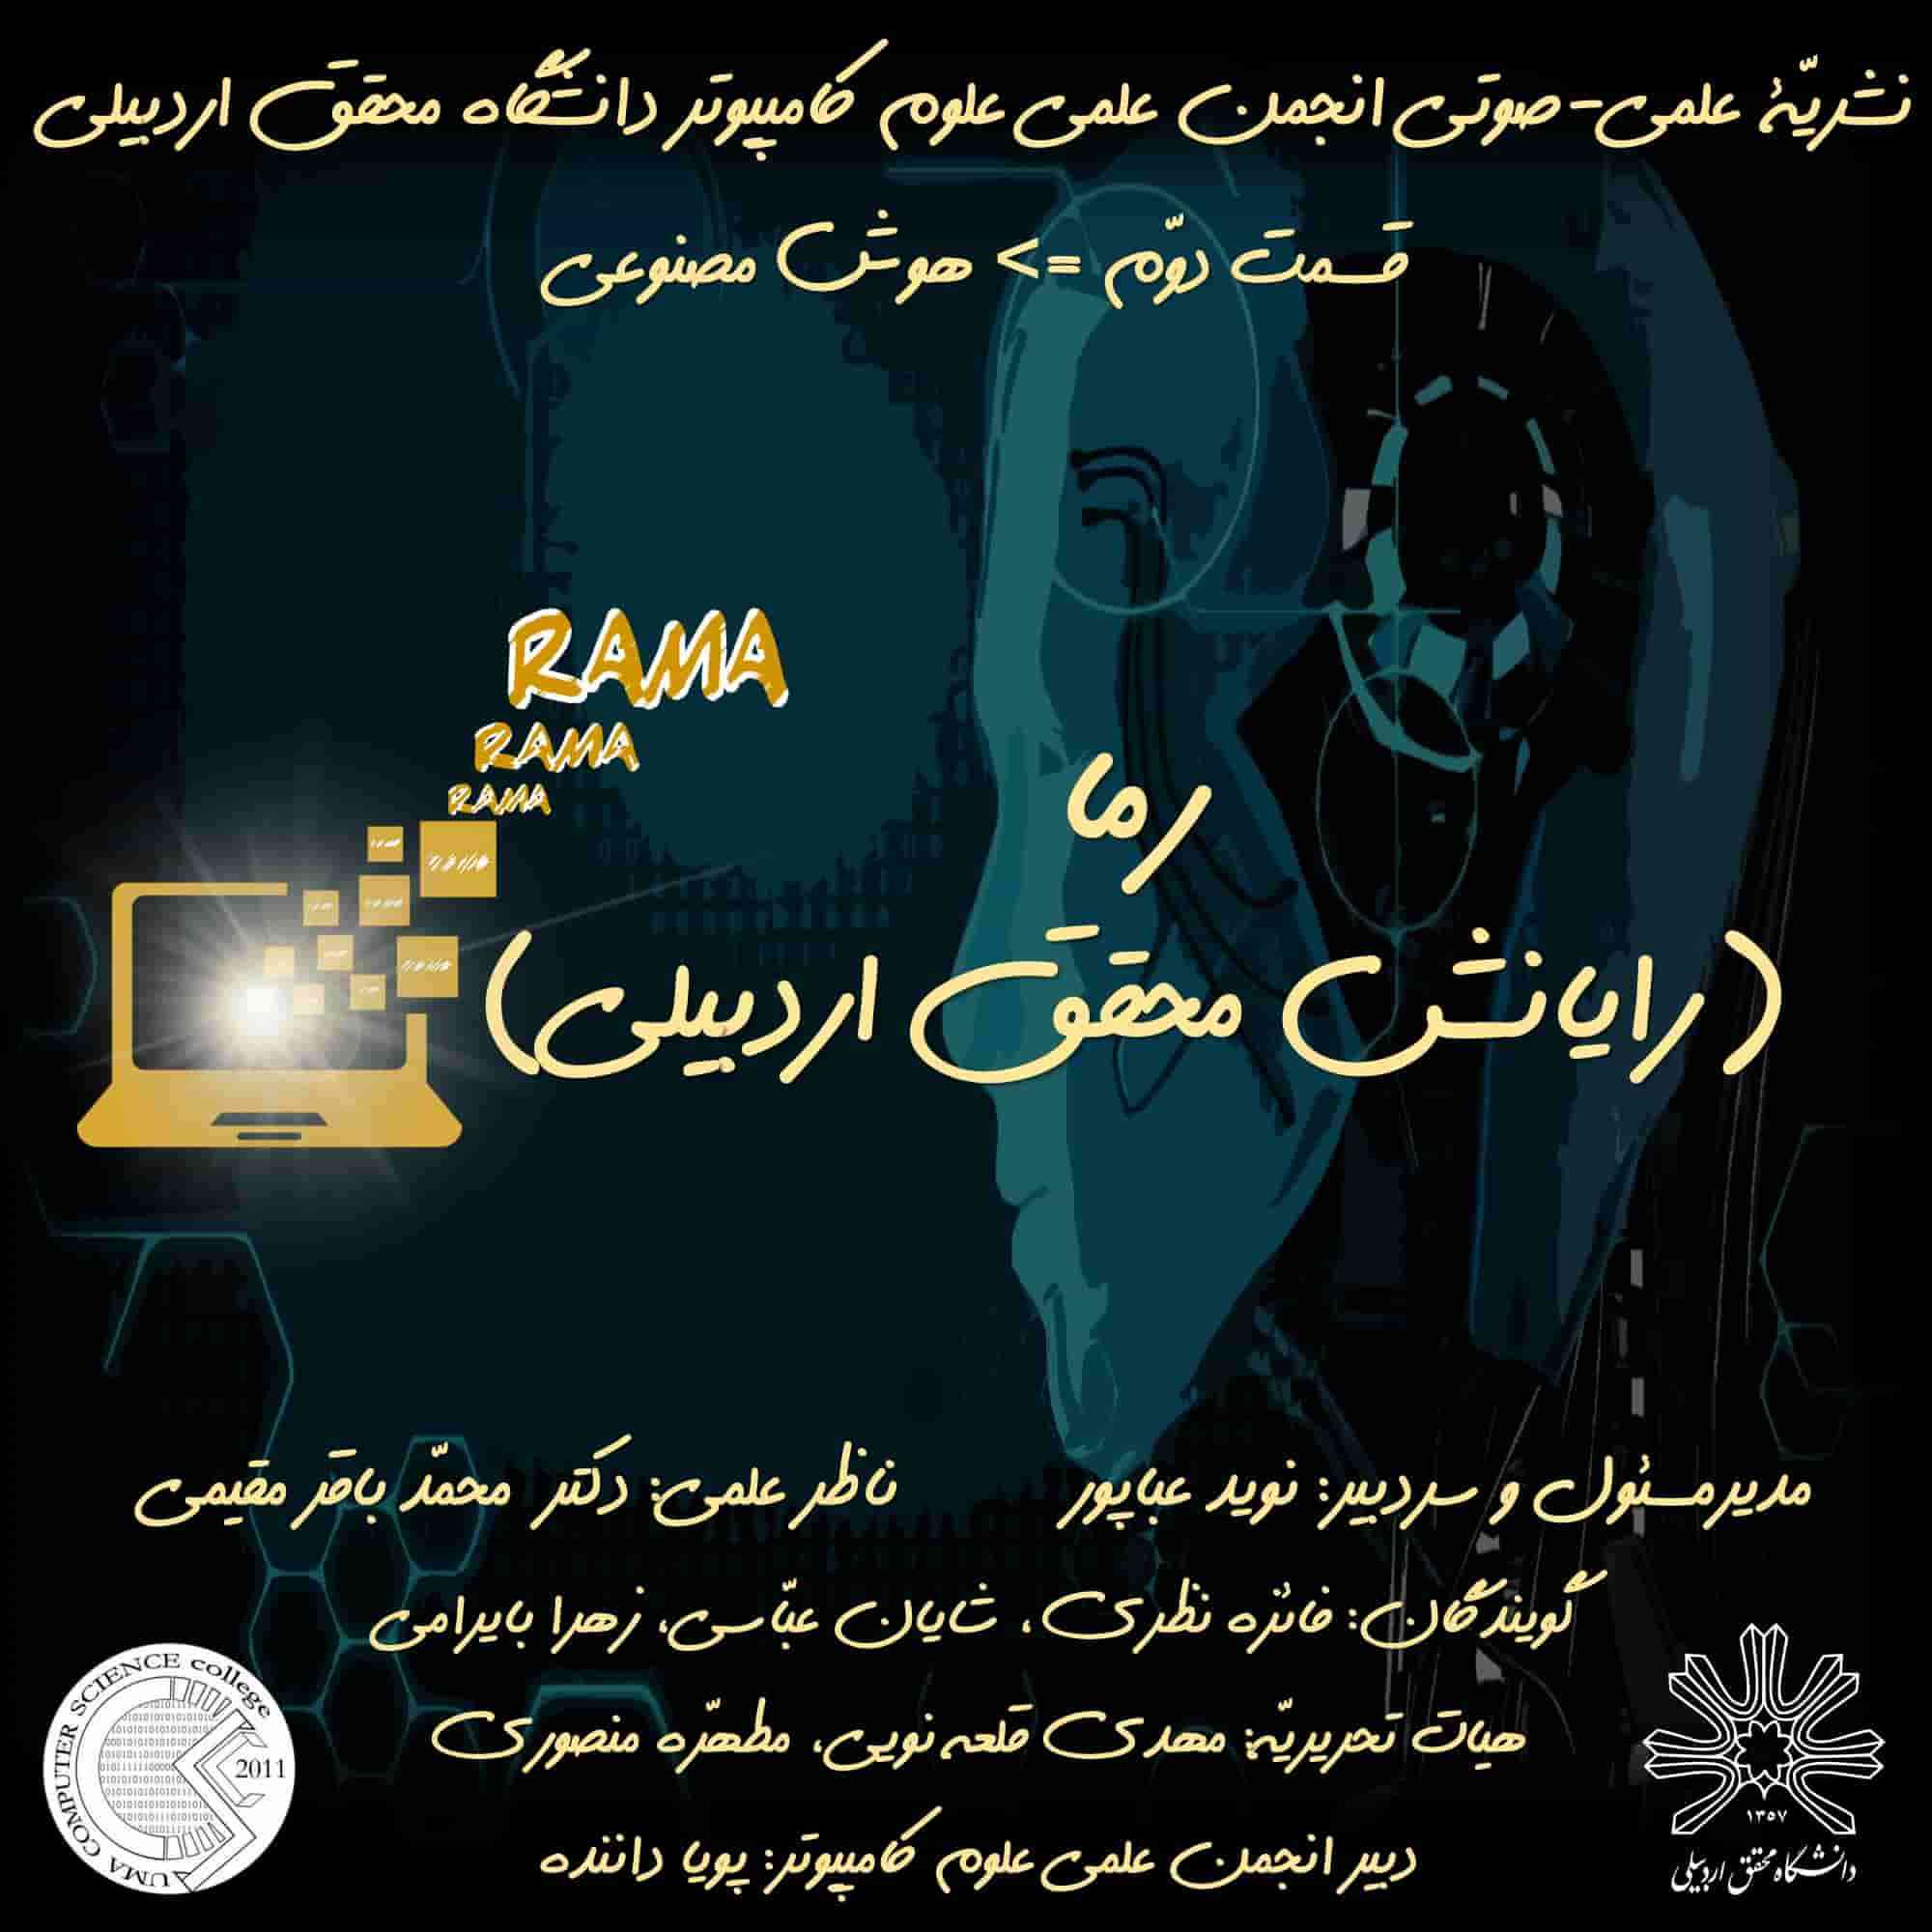 نشریّهٔ علمی-صوتی انجمن علمی علوم کامپیوتر دانشگاه محقق اردبیلی
قسمت دوّم => هوش مصنوعی
RAMA
RAMA
RAMA
رما
(رایانش محقق اردبیلی)
مدیرمسئول و سردبیر: نوید عباپور
ناظر علمی: دکتر محمّد باقر مقیمی
گویندگان: فائزه نظری، شایان عبّاسی، زهرا بایرامی
هیات تحریریّه: مهدی قلعه نویی، مطهّره منصوری
دبیر انجمن علمی علوم کامپیوتر: پویا داننده
UMA COMPUTER SCIENCE college
2011
۱۳۵۷
دانشگاه محقق اردبیلی